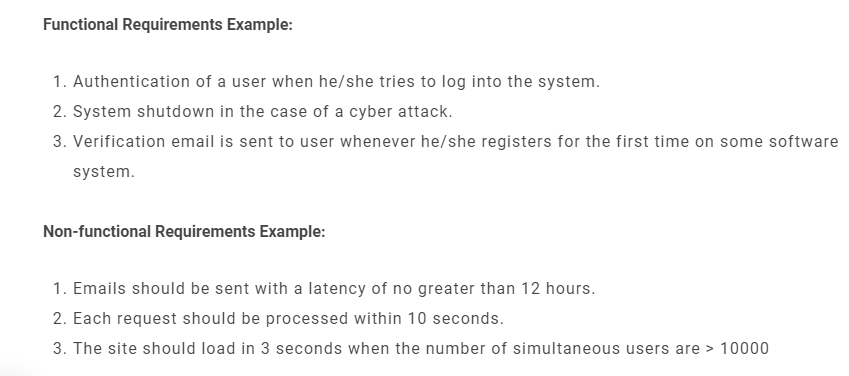 Functional Requirements Example:
1. Authentication of a user when he/she tries to log into the system.
2. System shutdown in the case of a cyber attack.
3. Verification email is sent to user whenever he/she registers for the first time on some software
system.
Non-functional Requirements Example:
1. Emails should be sent with a latency of no greater than 12 hours.
2. Each request should be processed within 10 seconds.
3. The site should load in 3 seconds when the number of simultaneous users are > 10000